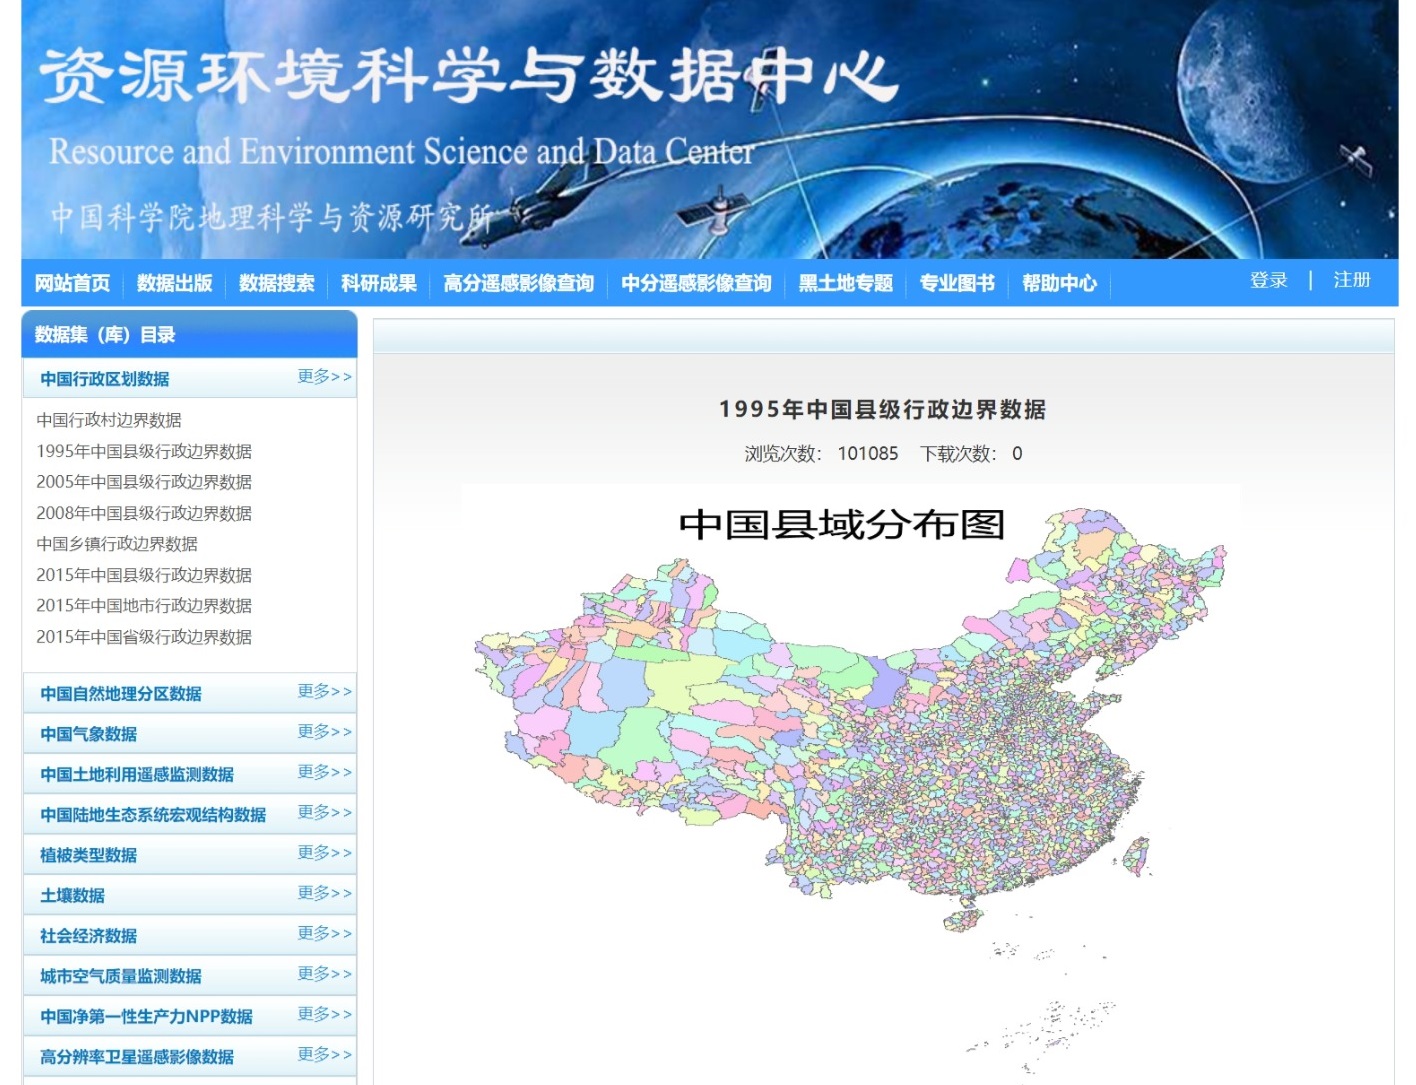 资源环境科学与数据中心
Resource and Environment Science and Data Center
中国科学院地理科学与资源研究所
网站首页 数据出版 数据搜索 科研成果 高分遥感影像查询 中分遥感影像查询 黑土地专题 专业图书 帮助中心 登录 | 注册
数据集（库）目录
中国行政区划数据 更多>>
中国行政村边界数据
1995年中国县级行政边界数据
2005年中国县级行政边界数据
2008年中国县级行政边界数据
中国乡镇行政边界数据
2015年中国县级行政边界数据
2015年中国地市行政边界数据
2015年中国省级行政边界数据
中国自然地理分区数据 更多>>
中国气象数据 更多>>
中国土地利用遥感监测数据 更多>>
中国陆地生态系统宏观结构数据 更多>>
植被类型数据 更多>>
土壤数据 更多>>
社会经济数据 更多>>
城市空气质量监测数据 更多>>
中国净第一性生产力NPP数据 更多>>
高分辨率卫星遥感影像数据 更多>>
1995年中国县级行政边界数据
浏览次数： 101085 下载次数： 0
中国县域分布图